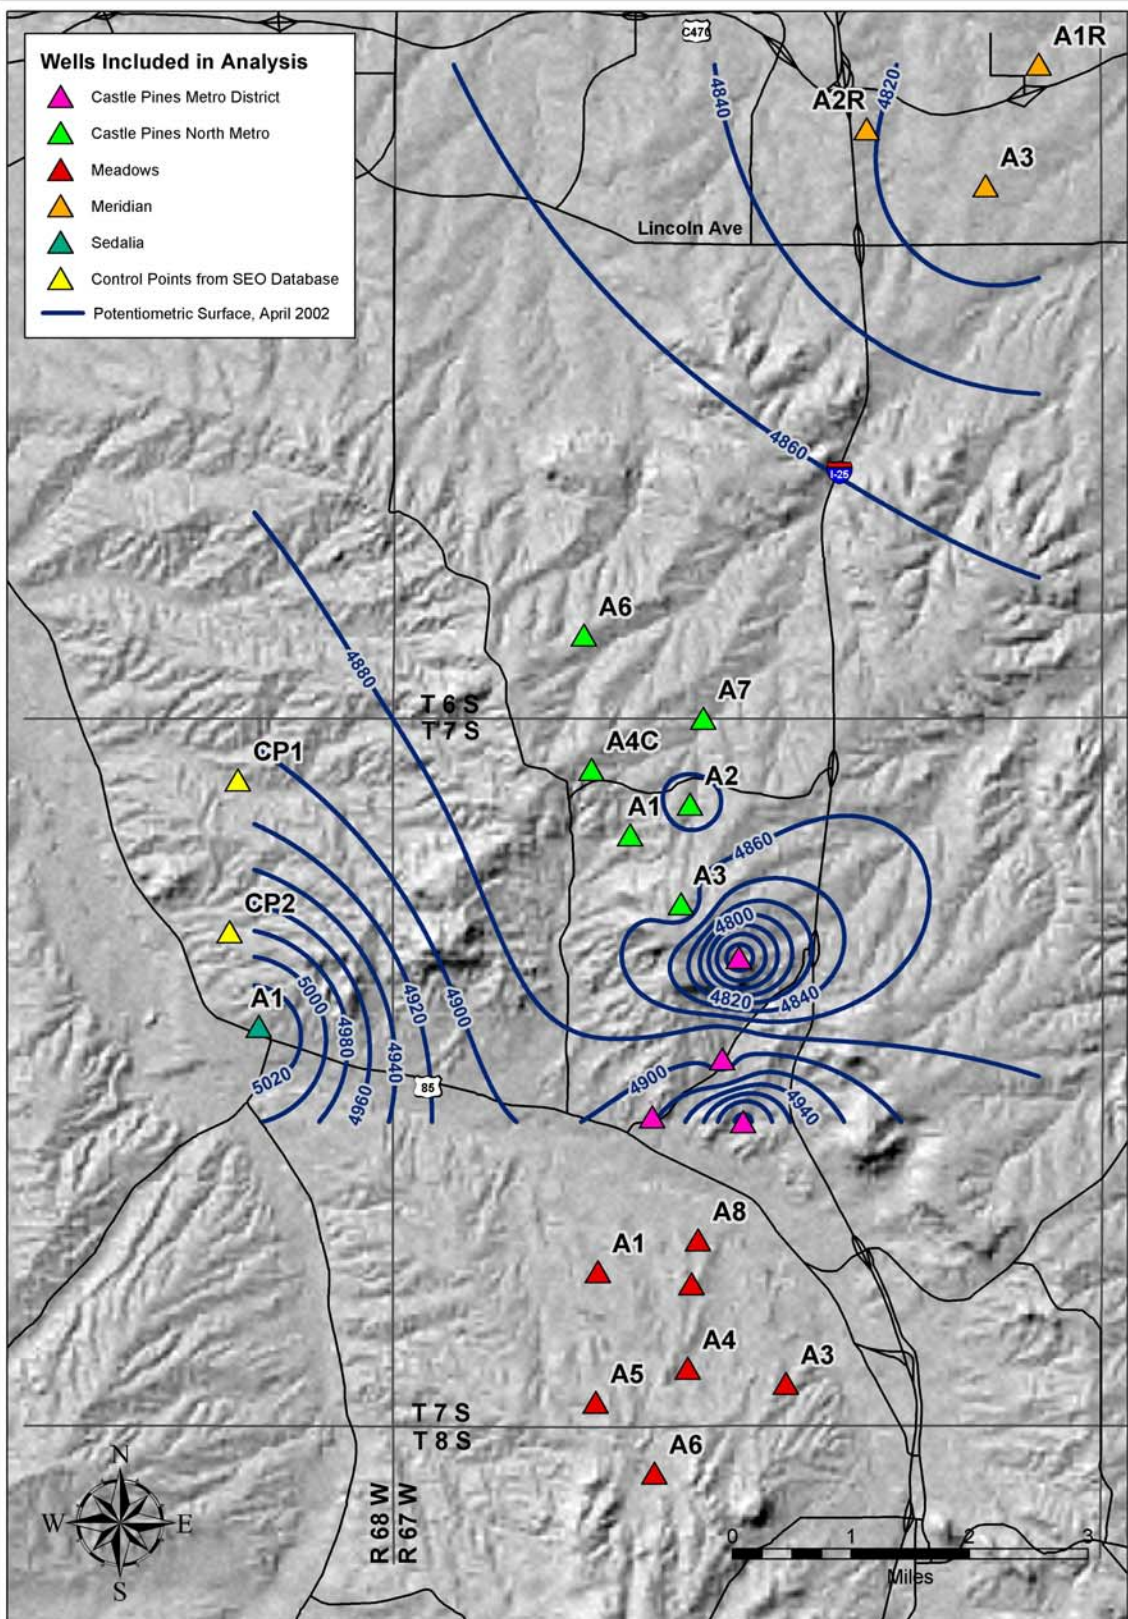 C470
A1R
Wells Included in Analysis
Castle Pines Metro District
Castle Pines North Metro
Meadows
Meridian
Sedalia
Control Points from SEO Database
Potentiometric Surface, April 2002
4840
A2R
4820
A3
Lincoln Ave
4860
I-25
A6
4880
T 6 S
T 7 S
A7
CP1
A4C
A2
A1
4860
A3
CP2
4800
5000
4920
4900
4820
4840
A1
4980
4940
5020
4960
85
4900
4940
A8
A1
A4
A3
A5
T 7 S
T 8 S
A6
N
W
E
S
R 68 W
R 67 W
0 1 2 3
Miles